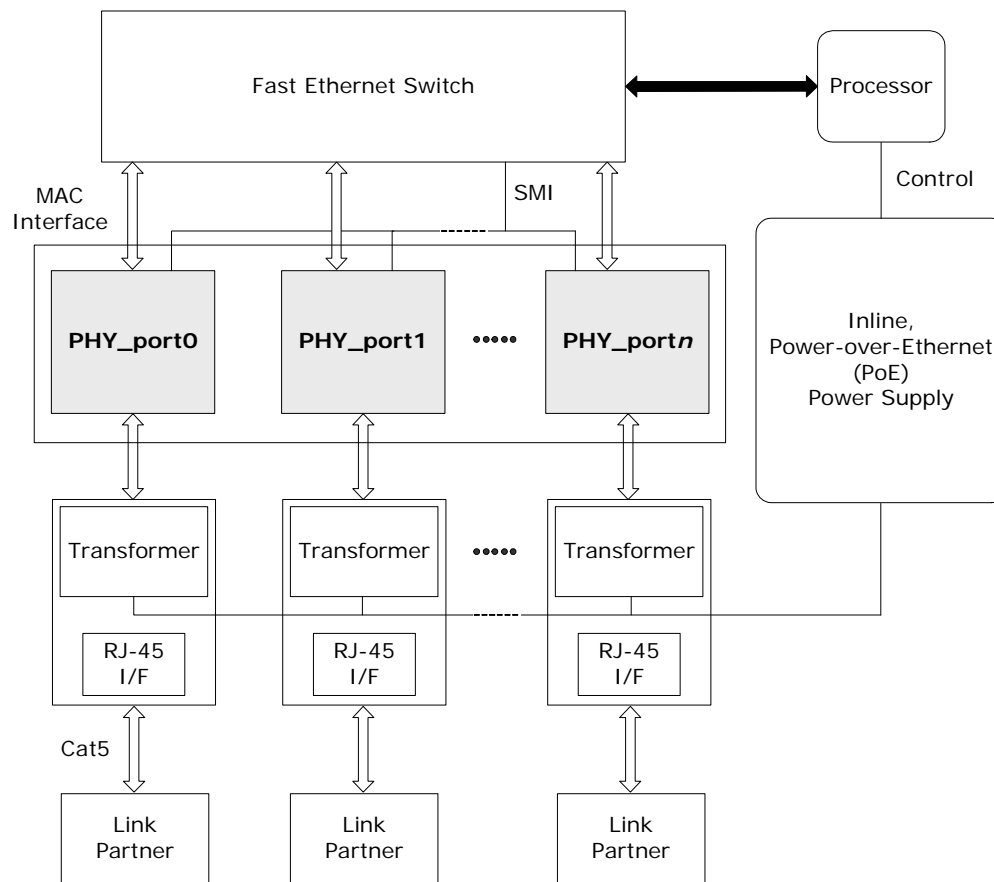 Fast Ethernet Switch
Processor
MAC
Interface
SMI
Control
PHY_port0
PHY_port1
PHY_portn
Inline,
Power-over-Ethernet
(PoE)
Power Supply
Transformer
Transformer
Transformer
RJ-45
I/F
RJ-45
I/F
RJ-45
I/F
Cat5
Link
Partner
Link
Partner
Link
Partner